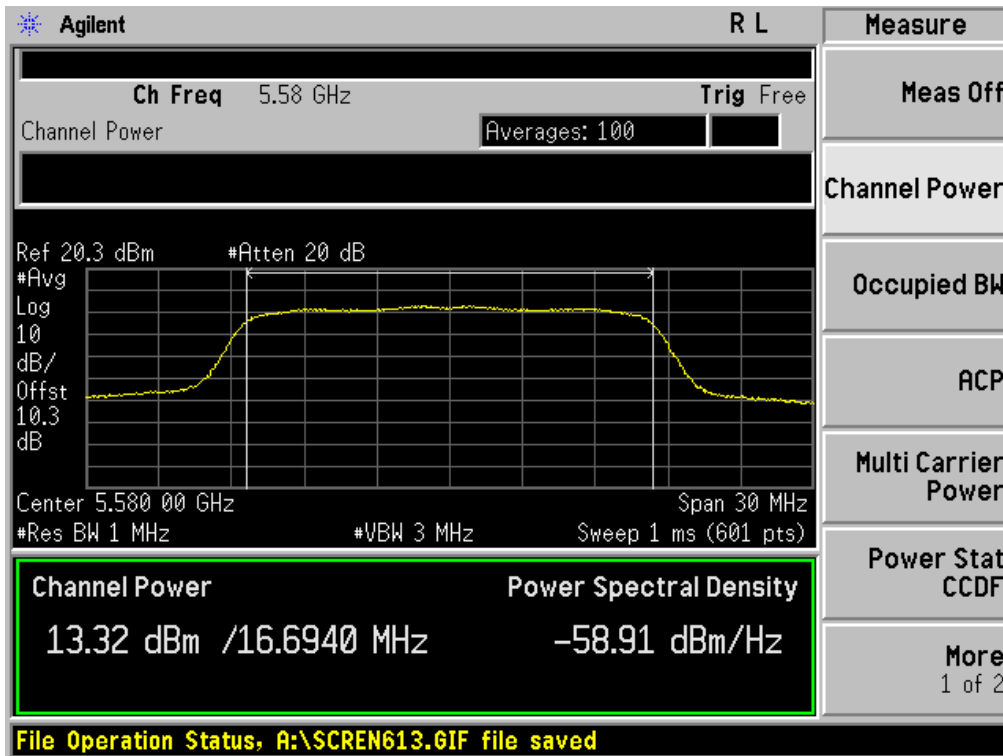 Agilent R L
Ch Freq 5.58 GHz Trig Free
Channel Power Averages: 100
Ref 20.3 dBm #Atten 20 dB
#Avg
Log
10
dB/
Offst
10.3
dB
Center 5.580 00 GHz Span 30 MHz
#Res BW 1 MHz #VBW 3 MHz Sweep 1 ms (601 pts)
Channel Power Power Spectral Density
13.32 dBm /16.6940 MHz -58.91 dBm/Hz
File Operation Status, A:\SCREN613.GIF file saved
Measure
Meas Off
Channel Power
Occupied BW
ACP
Multi Carrier
Power
Power Stat
CCDF
More
1 of 2